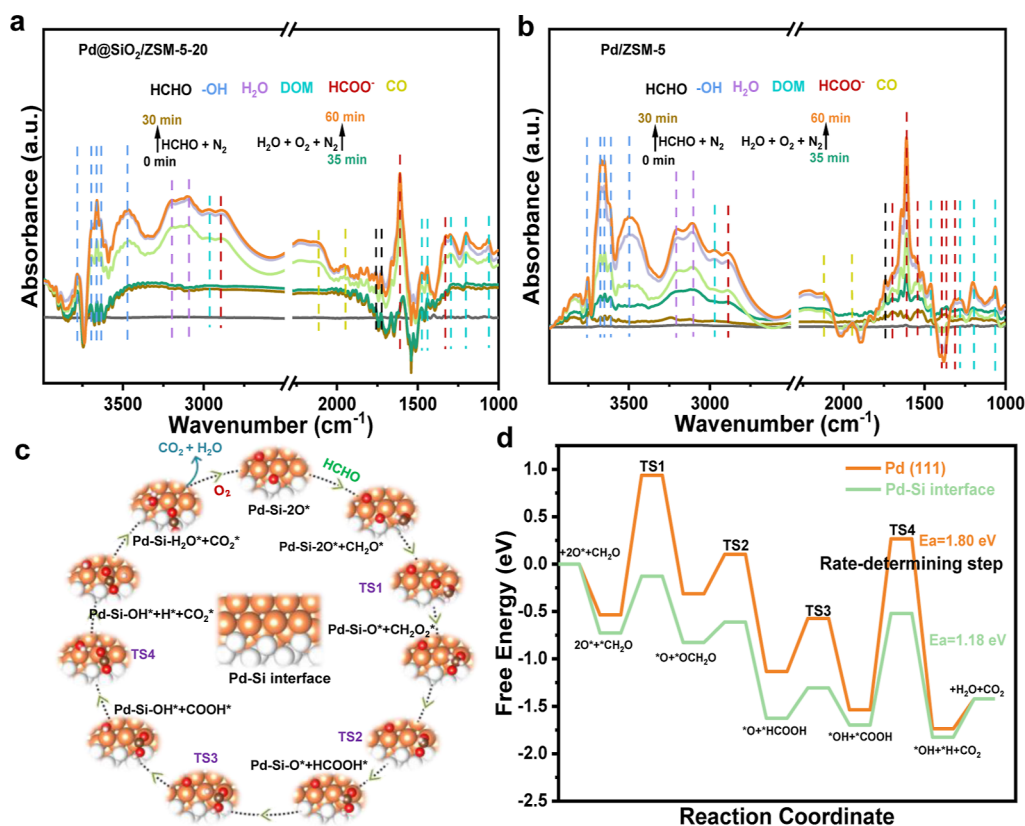 a
Pd@SiO₂/ZSM-5-20
HCHO -OH H₂O DOM HCOO⁻ CO
30 min
HCHO + N₂
0 min
60 min
H₂O + O₂ + N₂
35 min
Absorbance (a.u.)
3500 3000 2000 1500 1000
Wavenumber (cm⁻¹)
b
Pd/ZSM-5
HCHO -OH H₂O DOM HCOO⁻ CO
30 min
HCHO + N₂
0 min
60 min
H₂O + O₂ + N₂
35 min
Absorbance (a.u.)
3500 3000 2000 1500 1000
Wavenumber (cm⁻¹)
c
CO₂ + H₂O
O₂
HCHO
Pd-Si-2O*
Pd-Si-2O*+CH₂O*
TS1
Pd-Si-O*+CH₂O₂*
TS2
Pd-Si-O*+HCOOH*
TS3
Pd-Si-OH*+COOH*
TS4
Pd-Si-OH*+H*+CO₂*
Pd-Si-H₂O*+CO₂*
Pd-Si interface
d
Free Energy (eV)
1.0
0.5
0.0
-0.5
-1.0
-1.5
-2.0
-2.5
Pd (111)
Pd-Si interface
TS1
TS2
TS3
TS4
Ea=1.80 eV
Rate-determining step
Ea=1.18 eV
+2O*+CH₂O
2O*+*CH₂O
*O+*OCH₂O
*O+*HCOOH
*OH+*COOH
*OH+*H+CO₂
+H₂O+CO₂
Reaction Coordinate